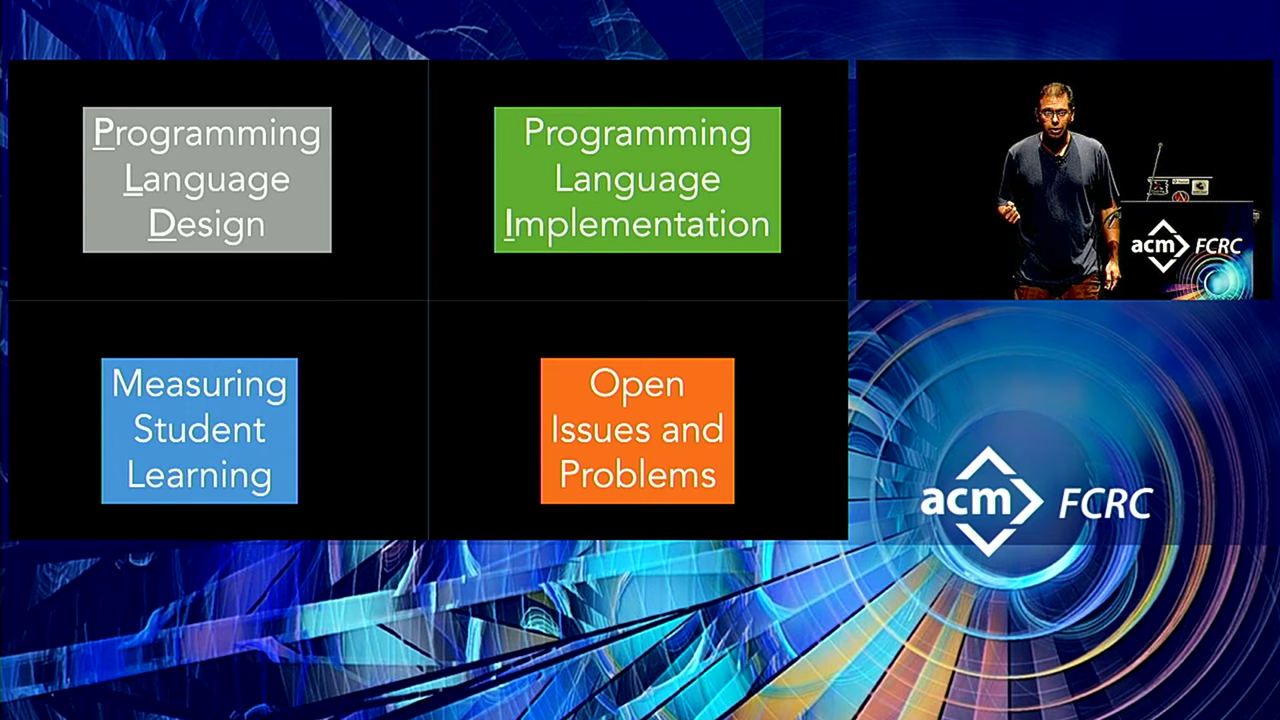 Programming
Language
Design
Programming
Language
Implementation
Measuring
Student
Learning
Open
Issues and
Problems
acm FCRC
acm FCRC